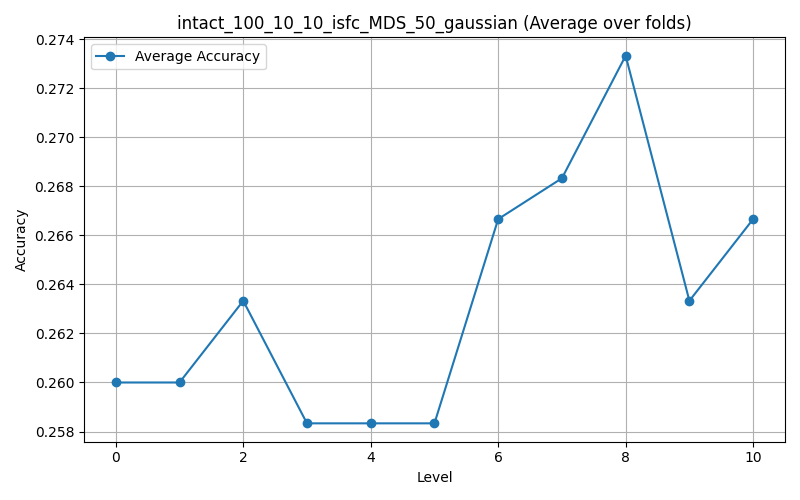 intact_100_10_10_isfc_MDS_50_gaussian (Average over folds)
Average Accuracy
0.274
0.272
0.270
0.268
0.266
0.264
0.262
0.260
0.258
Accuracy
0 2 4 6 8 10
Level